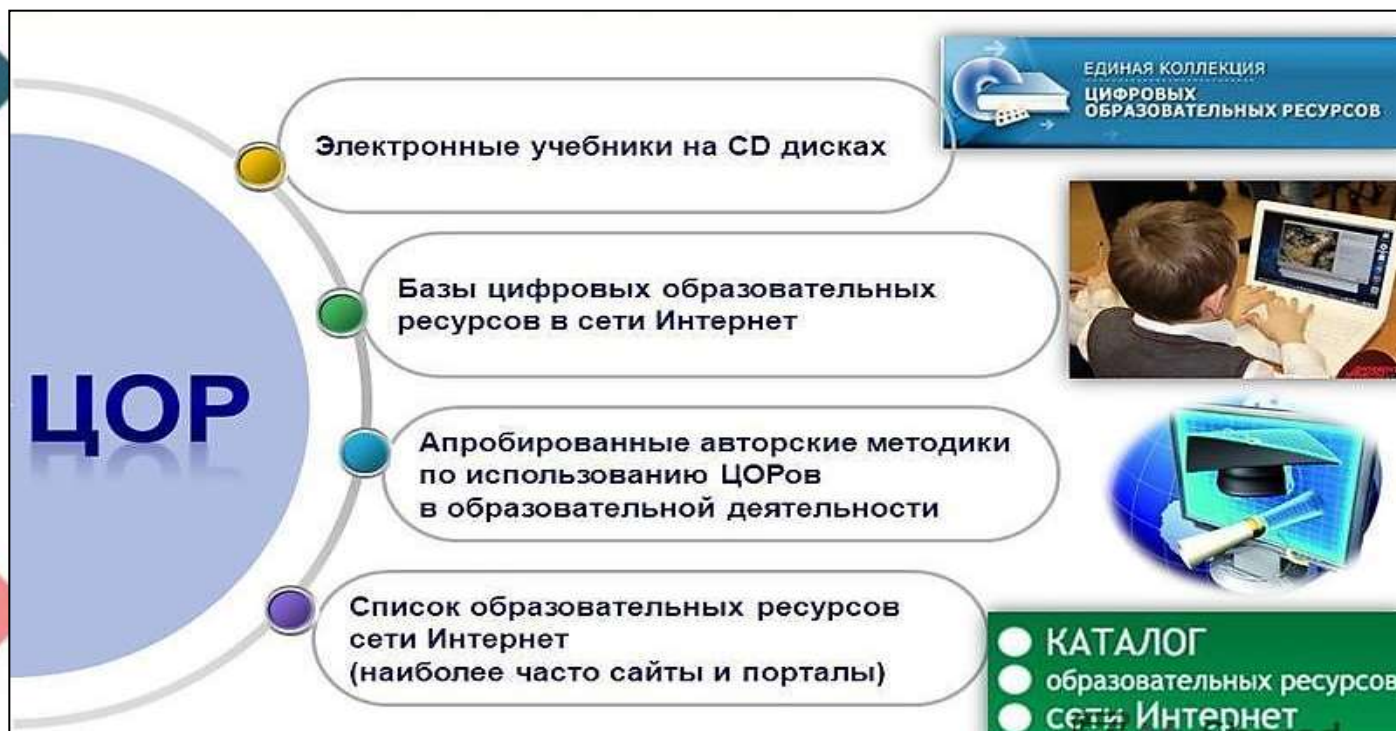 ЕДИНАЯ КОЛЛЕКЦИЯ
ЦИФРОВЫХ
ОБРАЗОВАТЕЛЬНЫХ РЕСУРСОВ
Электронные учебники на CD дисках
Базы цифровых образовательных
ресурсов в сети Интернет
ЦОР
Апробированные авторские методики
по использованию ЦОРов
в образовательной деятельности
Список образовательных ресурсов
сети Интернет
(наиболее часто сайты и порталы)
КАТАЛОГ
образовательных ресурсов
сети Интернет